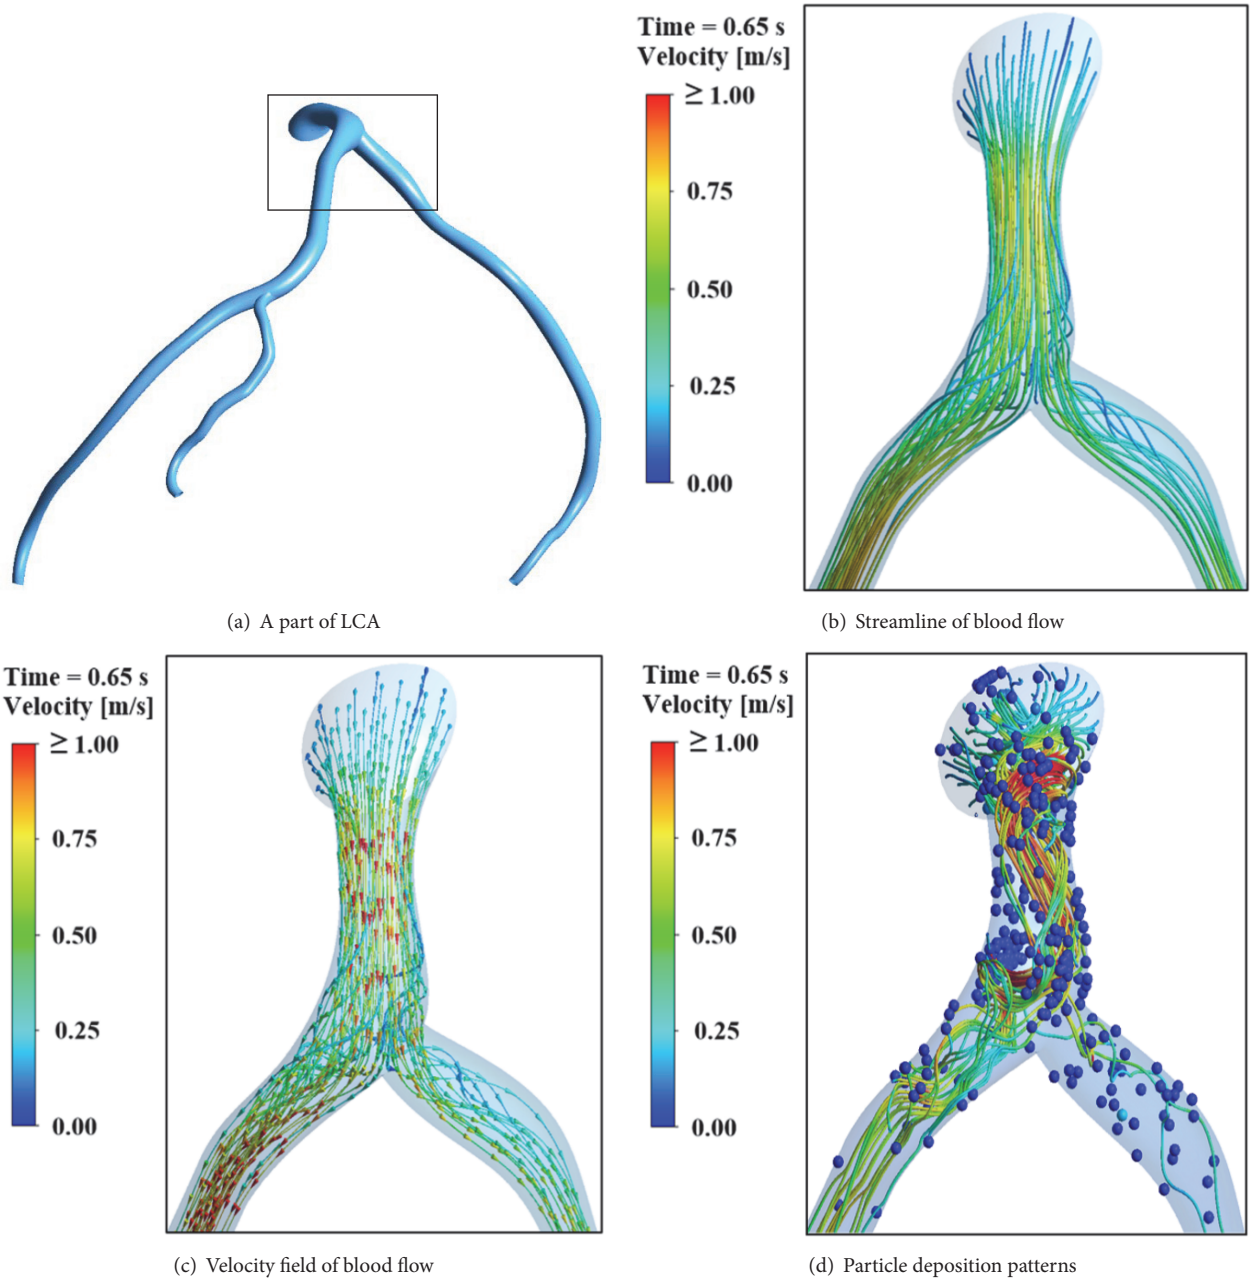 Time = 0.65 s
Velocity [m/s]
≥ 1.00
0.75
0.50
0.25
0.00
(a) A part of LCA
(b) Streamline of blood flow
Time = 0.65 s
Velocity [m/s]
≥ 1.00
0.75
0.50
0.25
0.00
Time = 0.65 s
Velocity [m/s]
≥ 1.00
0.75
0.50
0.25
0.00
(c) Velocity field of blood flow
(d) Particle deposition patterns